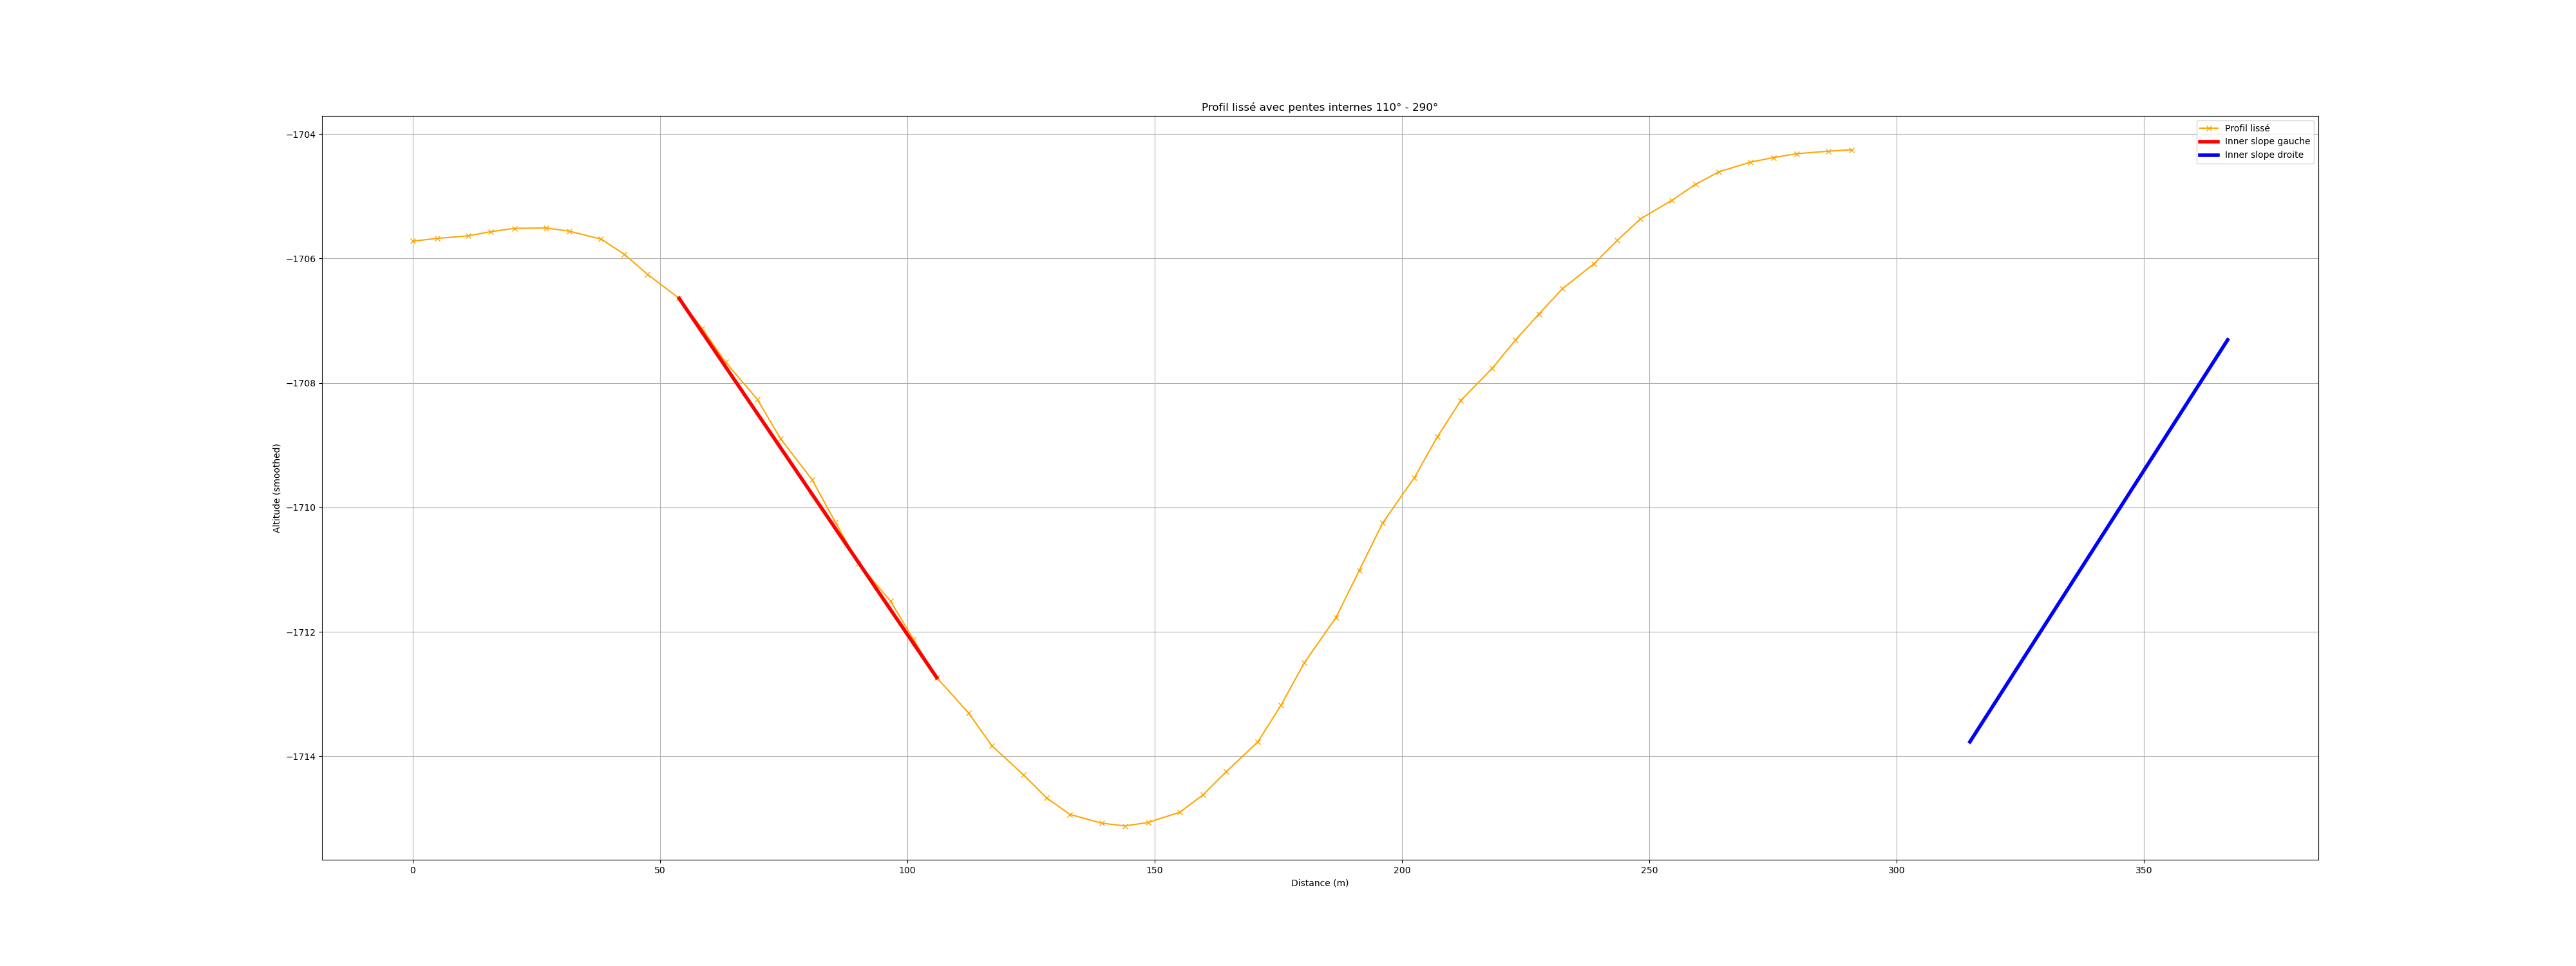 Profil lissé avec pentes internes 110° - 290°
Profil lissé
Inner slope gauche
Inner slope droite
Altitude (smoothed)
−1704
−1706
−1708
−1710
−1712
−1714
0 50 100 150 200 250 300 350
Distance (m)